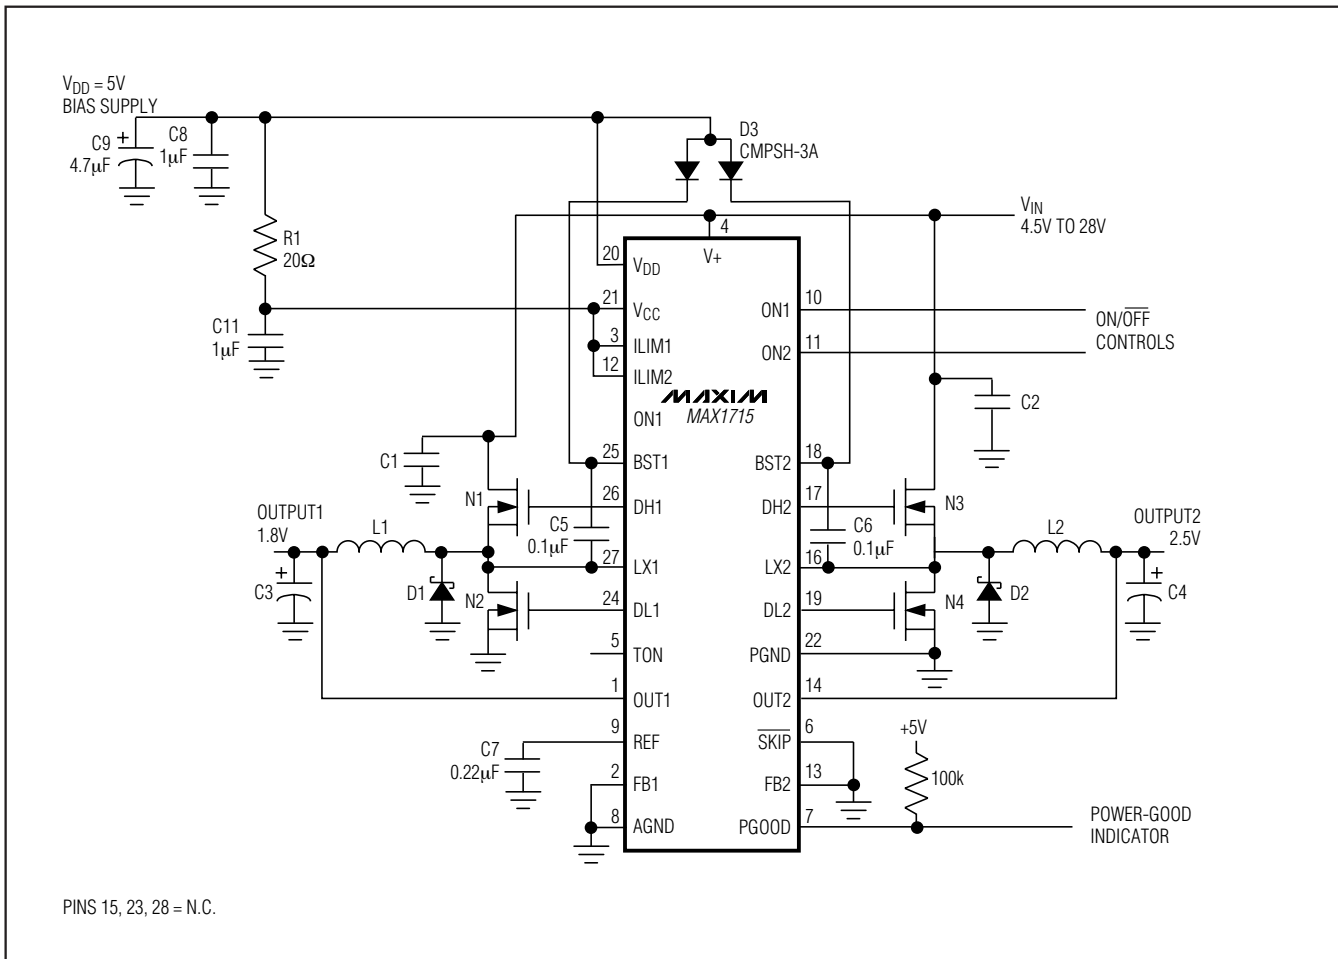 V_DD = 5V
BIAS SUPPLY
C9
+
4.7µF
C8
1µF
D3
CMPSH-3A
V_IN
4.5V TO 28V
R1
20Ω
C11
1µF
4
V+
20
V_DD
21
V_CC
3
ILIM1
12
ILIM2
10
ON1
11
ON2
ON/O̅F̅F̅
CONTROLS
MAXIM
MAX1715
ON1
C1
C2
25
BST1
18
BST2
N1
26
DH1
17
DH2
N3
OUTPUT1
1.8V
L1
C5
0.1µF
C6
0.1µF
L2
OUTPUT2
2.5V
+
C3
D1
27
LX1
16
LX2
D2
+
C4
N2
24
DL1
19
DL2
N4
5
TON
22
PGND
1
OUT1
14
OUT2
9
REF
6
S̅K̅I̅P̅
C7
0.22µF
+5V
100k
2
FB1
13
FB2
8
AGND
7
PGOOD
POWER-GOOD
INDICATOR
PINS 15, 23, 28 = N.C.